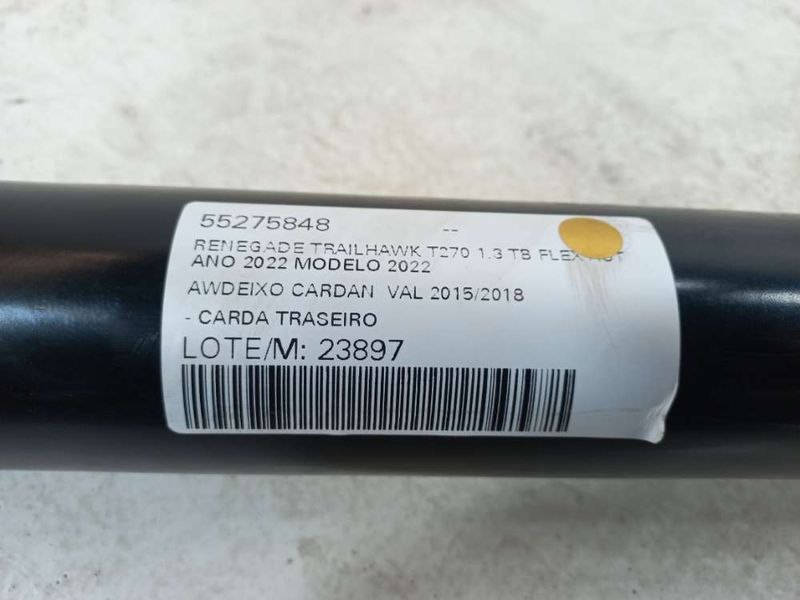 55275848 --
RENEGADE TRAILHAWK T270 1.3 TB FLEX
ANO 2022 MODELO 2022
AWDEIXO CARDAN VAL 2015/2018
- CARDA TRASEIRO
LOTE/M: 23897